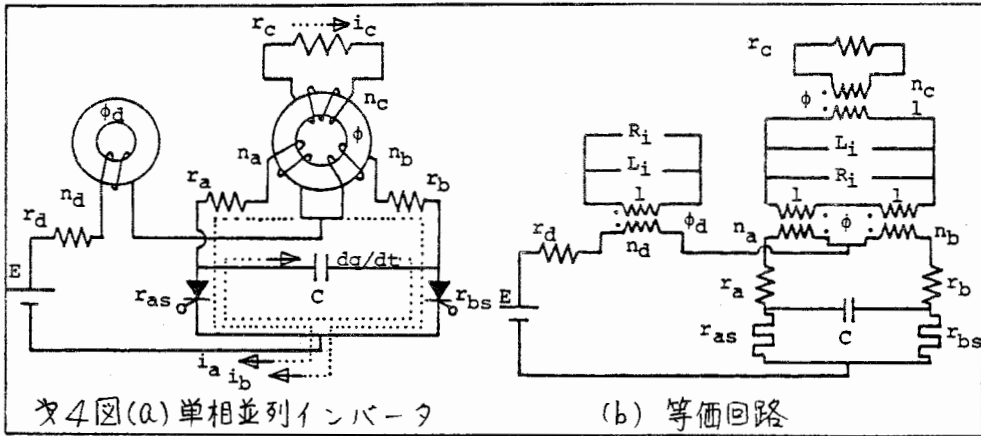 r_c i_c
n_c
φ_d
φ
n_a
n_b
r_a
r_b
n_d
r_d
E
dq/dt
C
r_as
r_bs
i_a i_b
第4図(a) 単相並列インバータ
r_c
n_c
φ
1
L_i
R_i
R_i
L_i
1
φ_d
n_d
r_d
E
1
1
φ
n_a
n_b
r_a
r_b
C
r_as
r_bs
(b) 等価回路